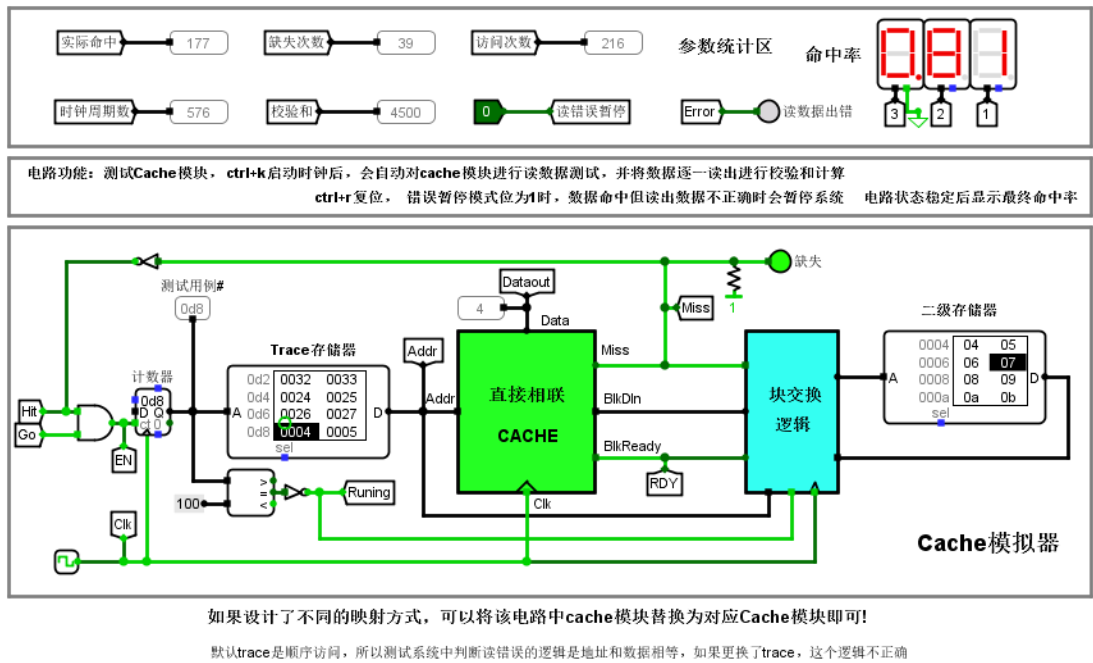 实际命中 177 缺失次数 39 访问次数 216 参数统计区 命中率 0.81
时钟周期数 576 校验和 4500 0 读错误暂停 Error 读数据出错 3 2 1
电路功能：测试Cache模块，ctrl+k启动时钟后，会自动对cache模块进行读数据测试，并将数据逐一读出进行校验和计算
ctrl+r复位， 错误暂停模式位为1时，数据命中但读出数据不正确时会暂停系统 电路状态稳定后显示最终命中率
缺失
测试用例#
0d8
Dataout
4
Data
Miss
1
二级存储器
0004 04 05
0006 06 07
0008 08 09
000a 0a 0b
A D
sel
Trace存储器
0d2 0032 0033
0d4 0024 0025
0d6 0026 0027
0d8 0004 0005
A D
sel
Addr
Addr
Miss
直接相联
CACHE
BlkDIn
BlkReady
RDY
Clk
块交换
逻辑
计数器
0d8
D Q
ct 0
Hit
Go
EN
>
=
<
100
Runing
Clk
Cache模拟器
如果设计了不同的映射方式，可以将该电路中cache模块替换为对应Cache模块即可!
默认trace是顺序访问，所以测试系统中判断读错误的逻辑是地址和数据相等，如果更换了trace，这个逻辑不正确